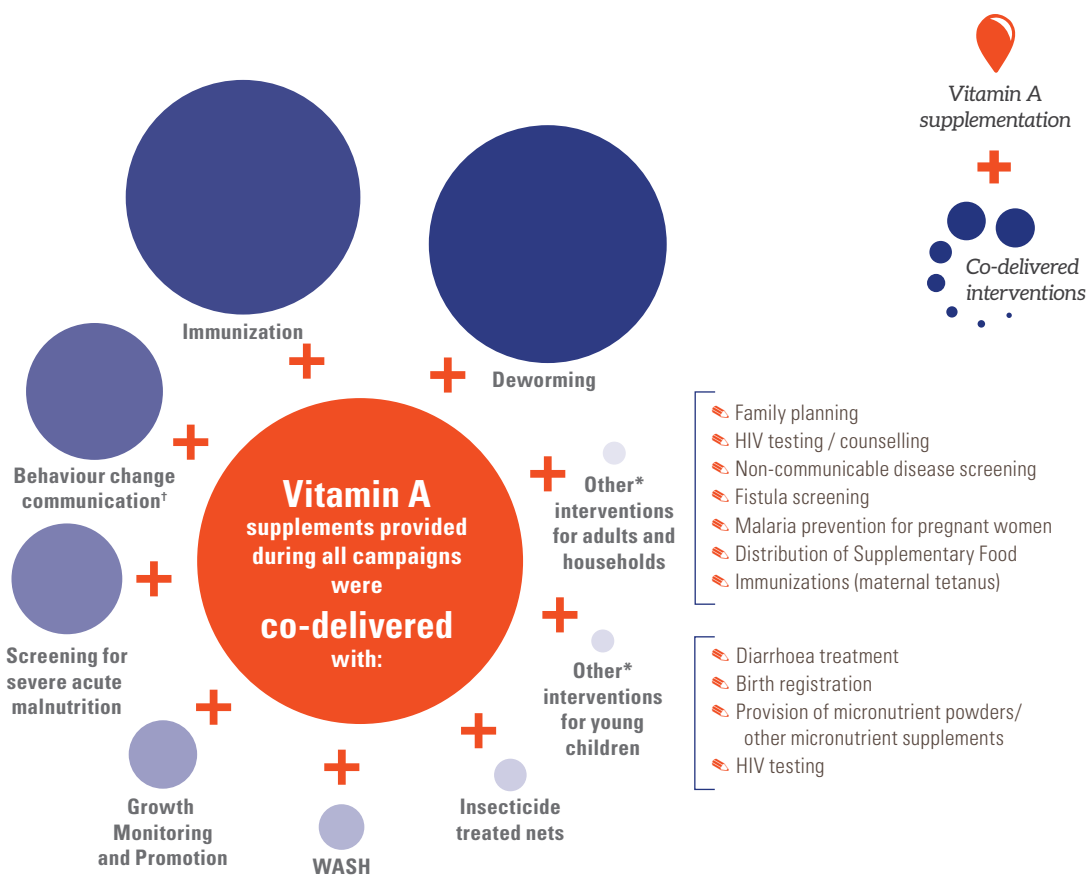 Vitamin A
supplementation
Co-delivered
interventions
Immunization
Deworming
Behaviour change
communication†
Screening for
severe acute
malnutrition
Growth
Monitoring
and Promotion
WASH
Insecticide
treated nets
Other*
interventions
for young
children
Other*
interventions
for adults and
households
Vitamin A
supplements provided
during all campaigns
were
co-delivered
with:
Family planning
HIV testing / counselling
Non-communicable disease screening
Fistula screening
Malaria prevention for pregnant women
Distribution of Supplementary Food
Immunizations (maternal tetanus)
Diarrhoea treatment
Birth registration
Provision of micronutrient powders/
other micronutrient supplements
HIV testing